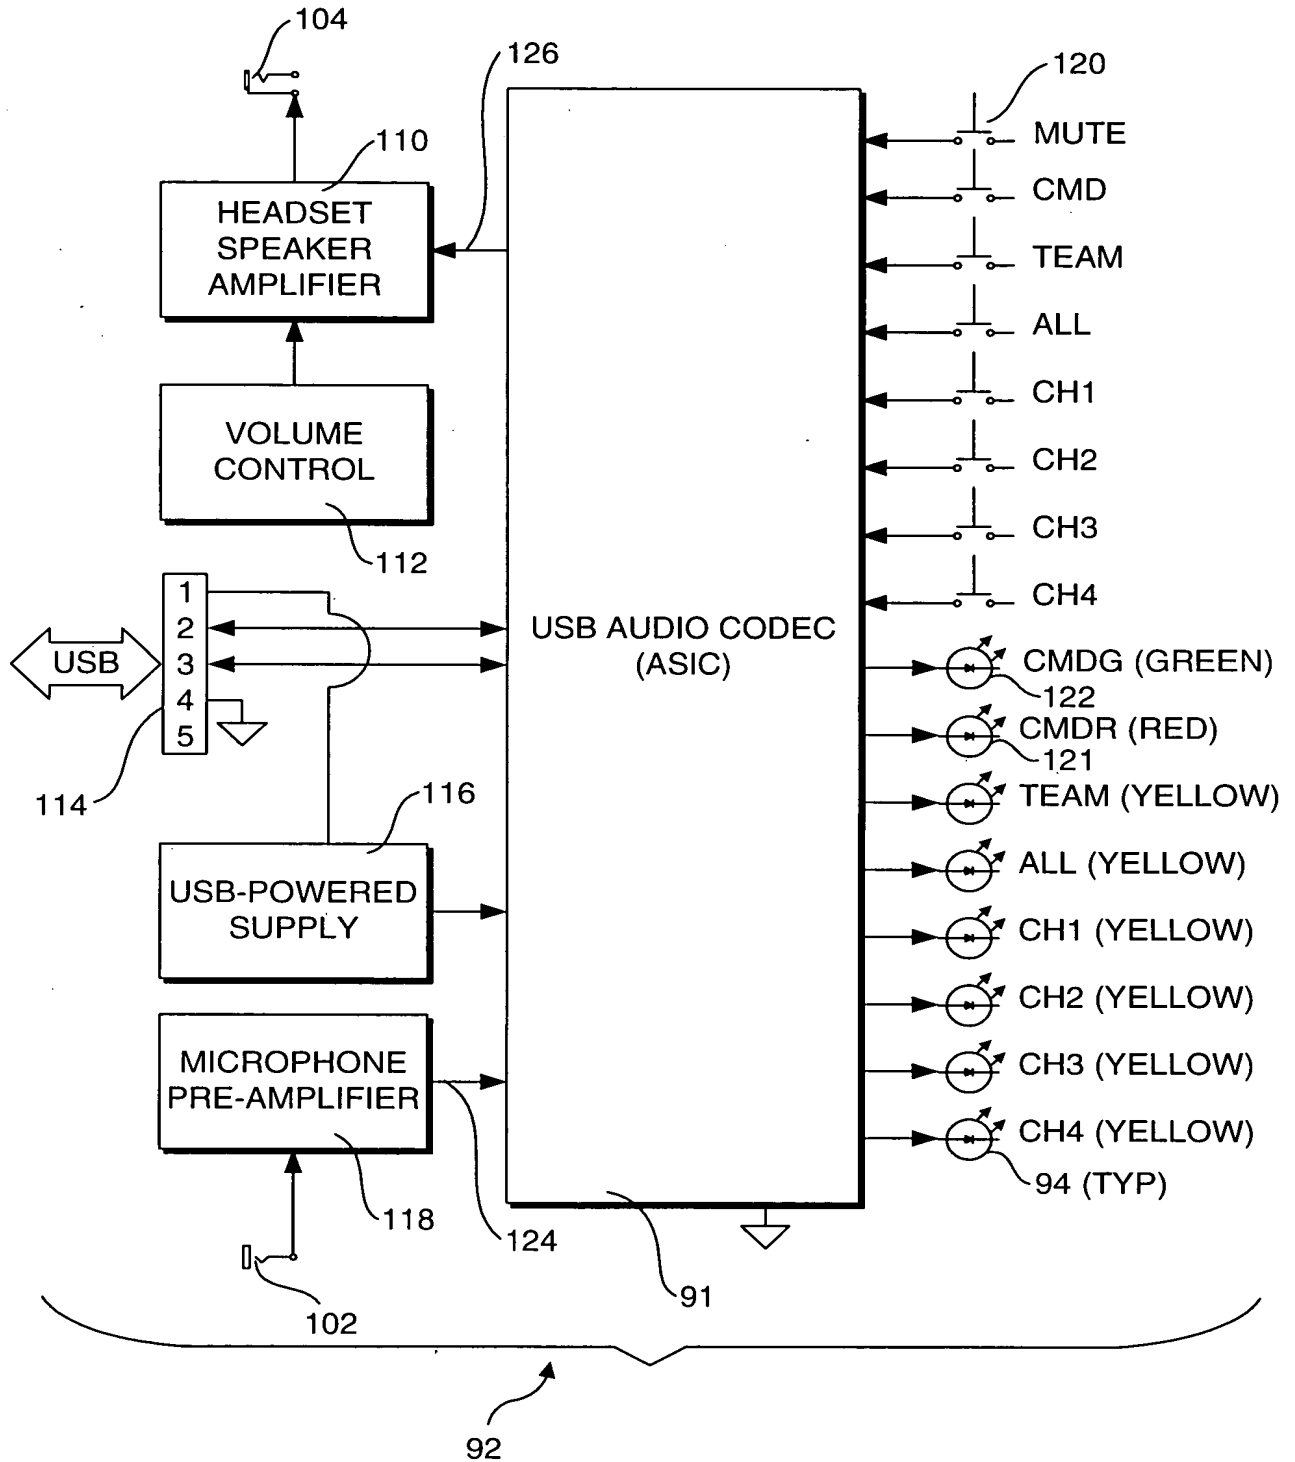 104
126
120
110
MUTE
CMD
TEAM
ALL
CH1
CH2
CH3
CH4
HEADSET
SPEAKER
AMPLIFIER
VOLUME
CONTROL
112
1
2
3
4
5
USB
114
USB AUDIO CODEC
(ASIC)
116
USB-POWERED
SUPPLY
MICROPHONE
PRE-AMPLIFIER
118
124
102
91
CMDG (GREEN)
122
CMDR (RED)
121
TEAM (YELLOW)
ALL (YELLOW)
CH1 (YELLOW)
CH2 (YELLOW)
CH3 (YELLOW)
CH4 (YELLOW)
94 (TYP)
92